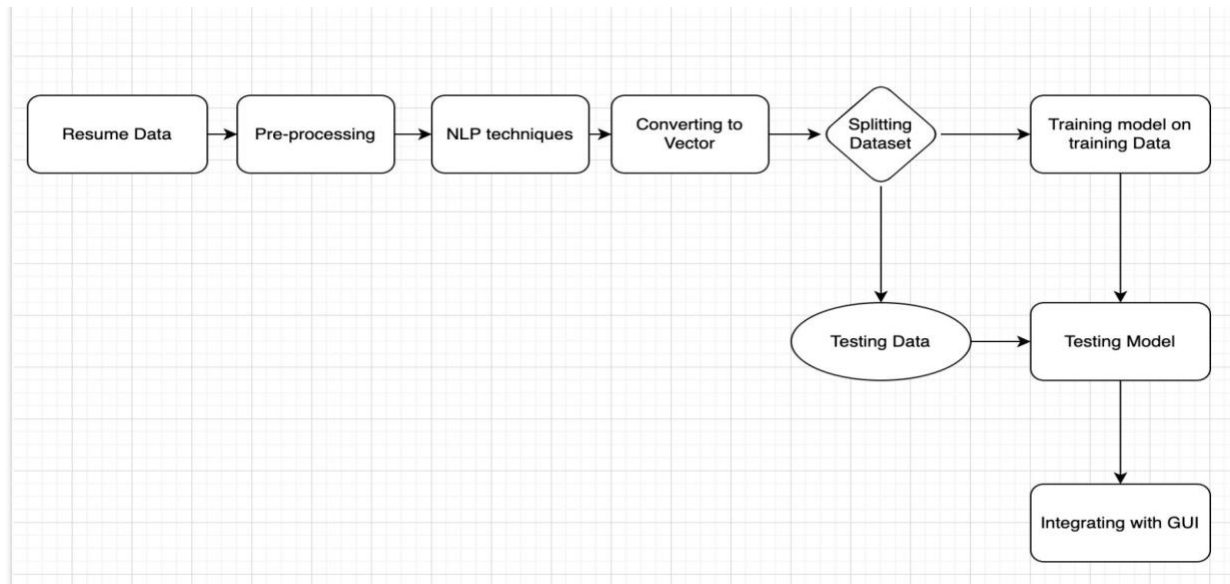 Resume Data
Pre-processing
NLP techniques
Converting to
Vector
Splitting
Dataset
Training model on
training Data
Testing Data
Testing Model
Integrating with GUI